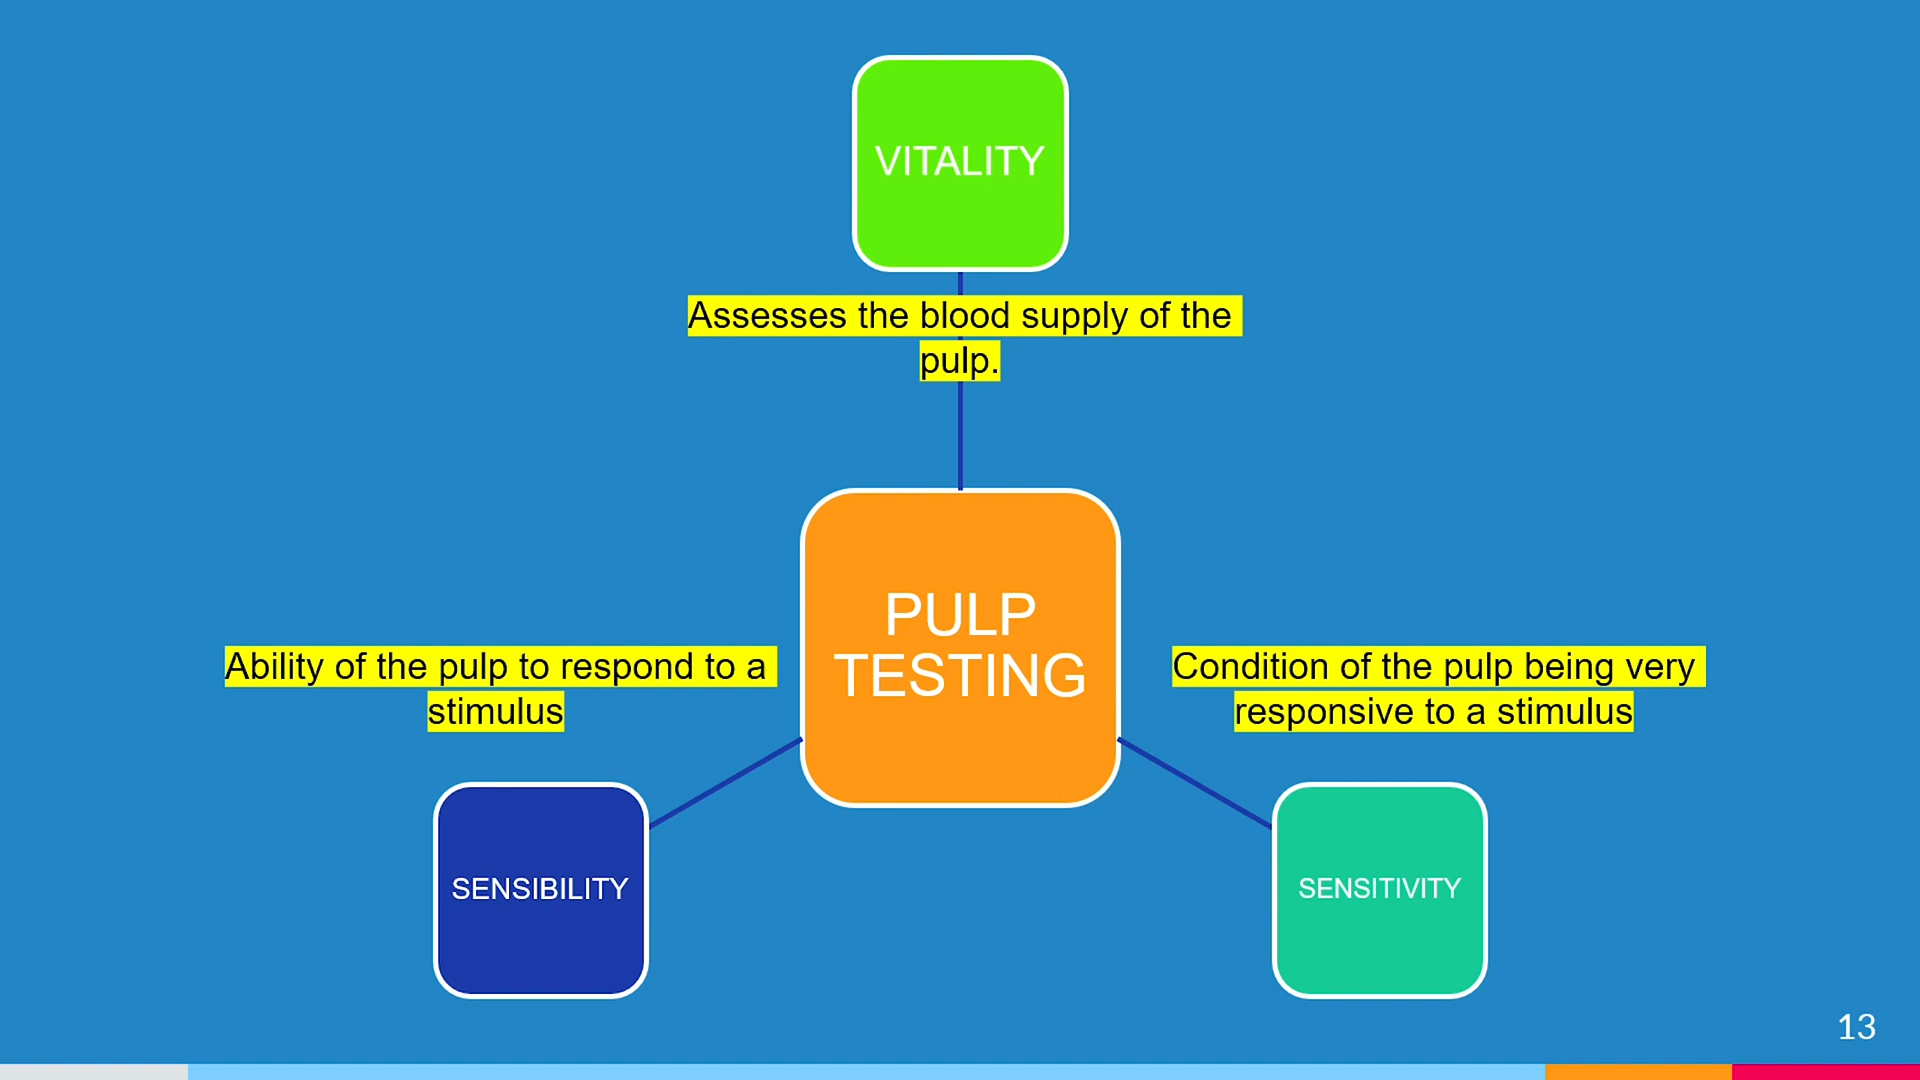 VITALITY
Assesses the blood supply of the
pulp.
PULP
TESTING
Ability of the pulp to respond to a
stimulus
Condition of the pulp being very
responsive to a stimulus
SENSIBILITY
SENSITIVITY
13